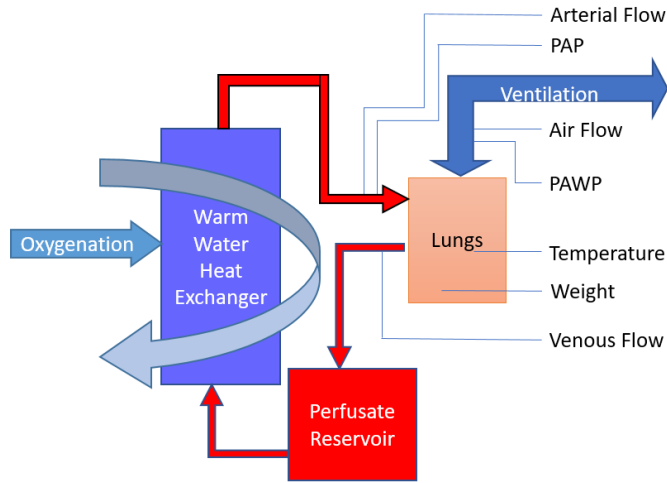 Arterial Flow
PAP
Ventilation
Air Flow
PAWP
Oxygenation
Warm
Water
Heat
Exchanger
Lungs
Temperature
Weight
Venous Flow
Perfusate
Reservoir